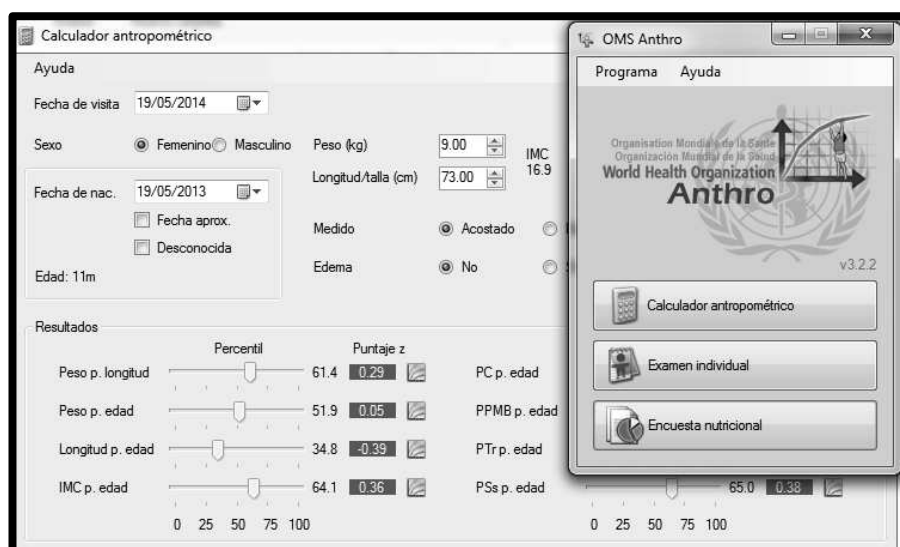 Calculador antropométrico
Ayuda
Fecha de visita 19/05/2014
Sexo Femenino Masculino Peso (kg) 9.00 IMC
Longitud/talla (cm) 73.00 16.9
Fecha de nac. 19/05/2013
Fecha aprox. Medido Acostado
Desconocida
Edema No
Edad: 11m
Resultados
Percentil Puntaje z
Peso p. longitud 61.4 0.29 PC p. edad
Peso p. edad 51.9 0.05 PPMB p. edad
Longitud p. edad 34.8 -0.39 PTr p. edad
IMC p. edad 64.1 0.36 PSs p. edad 65.0 0.38
0 25 50 75 100 0 25 50 75 100
OMS Anthro
Programa Ayuda
Organisation Mondiale de la Santé
Organización Mundial de la Salud
World Health Organization
Anthro
v3.2.2
Calculador antropométrico
Examen individual
Encuesta nutricional